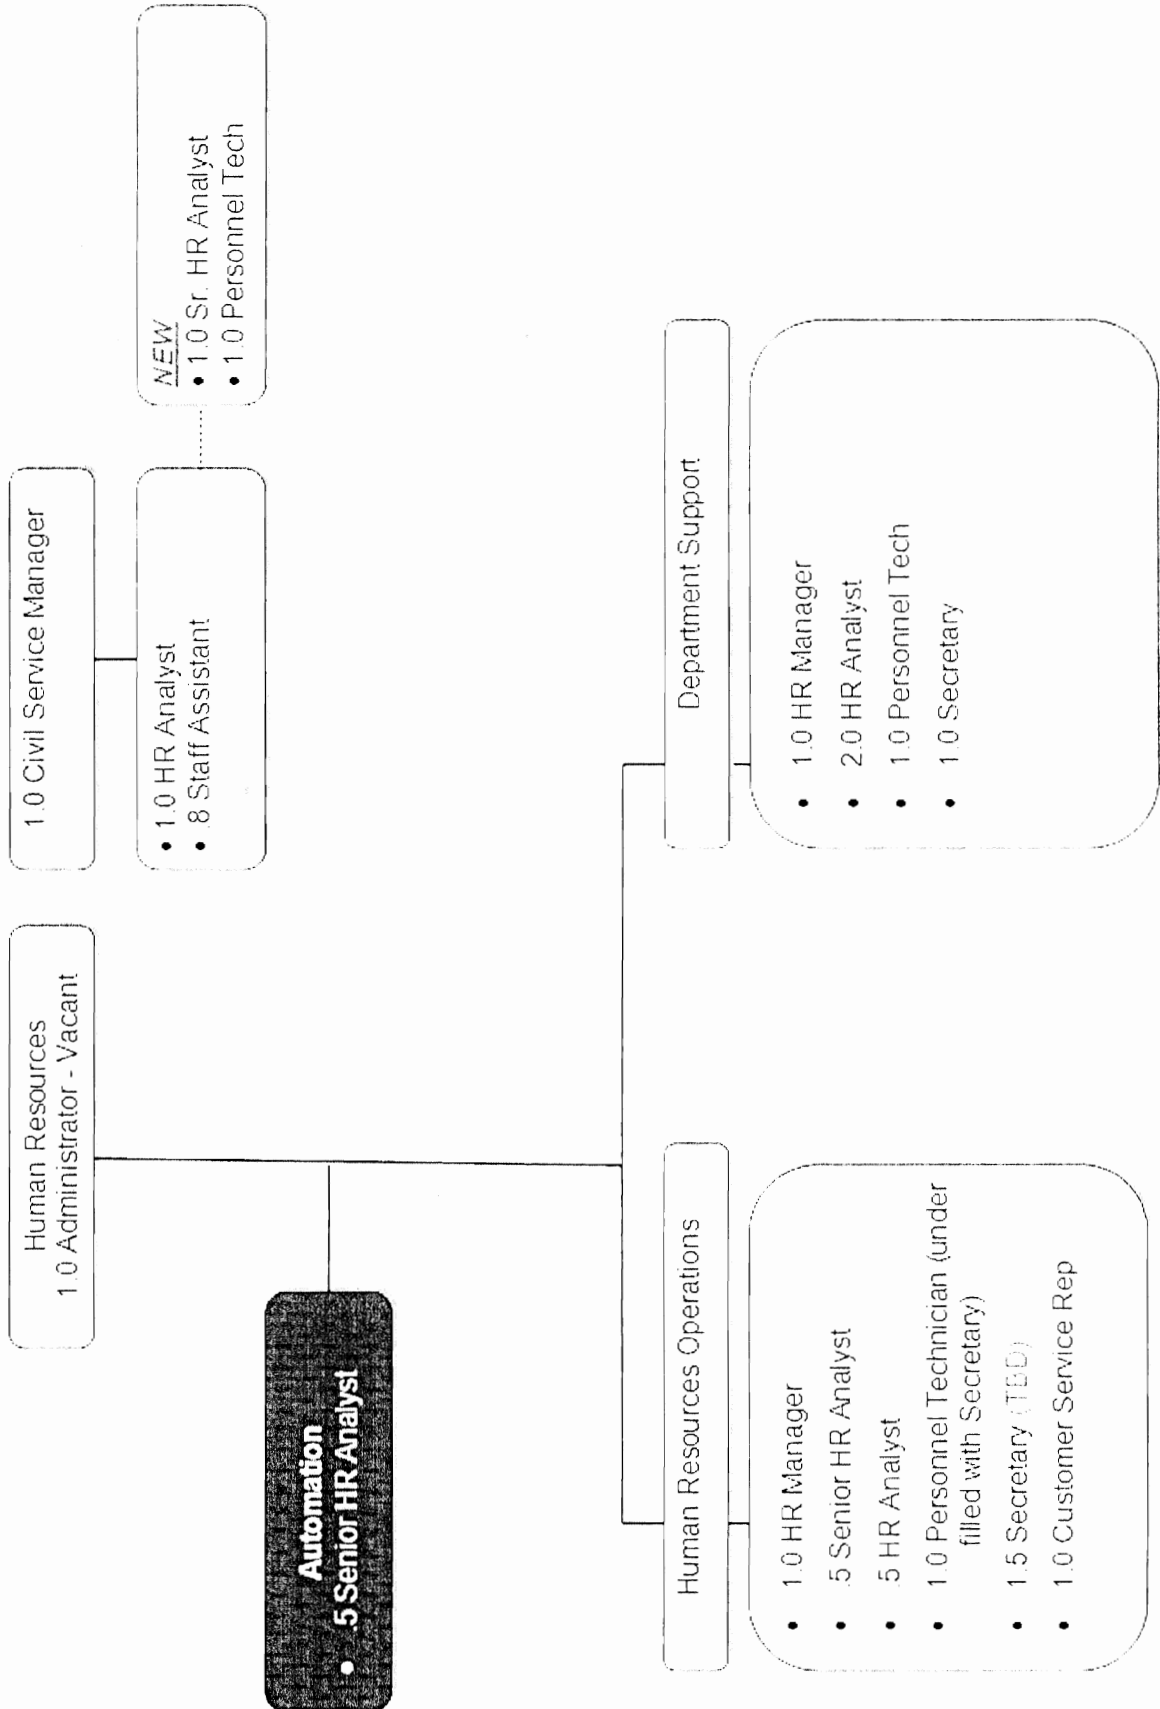 Human Resources
1.0 Administrator - Vacant
1.0 Civil Service Manager
• 1.0 HR Analyst
• .8 Staff Assistant
NEW
• 1.0 Sr. HR Analyst
• 1.0 Personnel Tech
Automation
• .5 Senior HR Analyst
Human Resources Operations
• 1.0 HR Manager
• .5 Senior HR Analyst
• .5 HR Analyst
• 1.0 Personnel Technician (under
filled with Secretary)
• 1.5 Secretary (TBD)
• 1.0 Customer Service Rep
Department Support
• 1.0 HR Manager
• 2.0 HR Analyst
• 1.0 Personnel Tech
• 1.0 Secretary